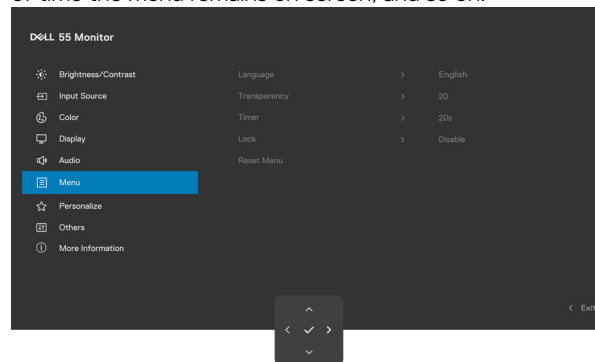 or time the menu remains on screen, and so on.
DELL 55 Monitor
Brightness/Contrast Language > English
Input Source Transparency > 20
Color Timer > 20s
Display Lock > Disable
Audio Reset Menu
Menu
Personalize
Others
More Information
< Exit